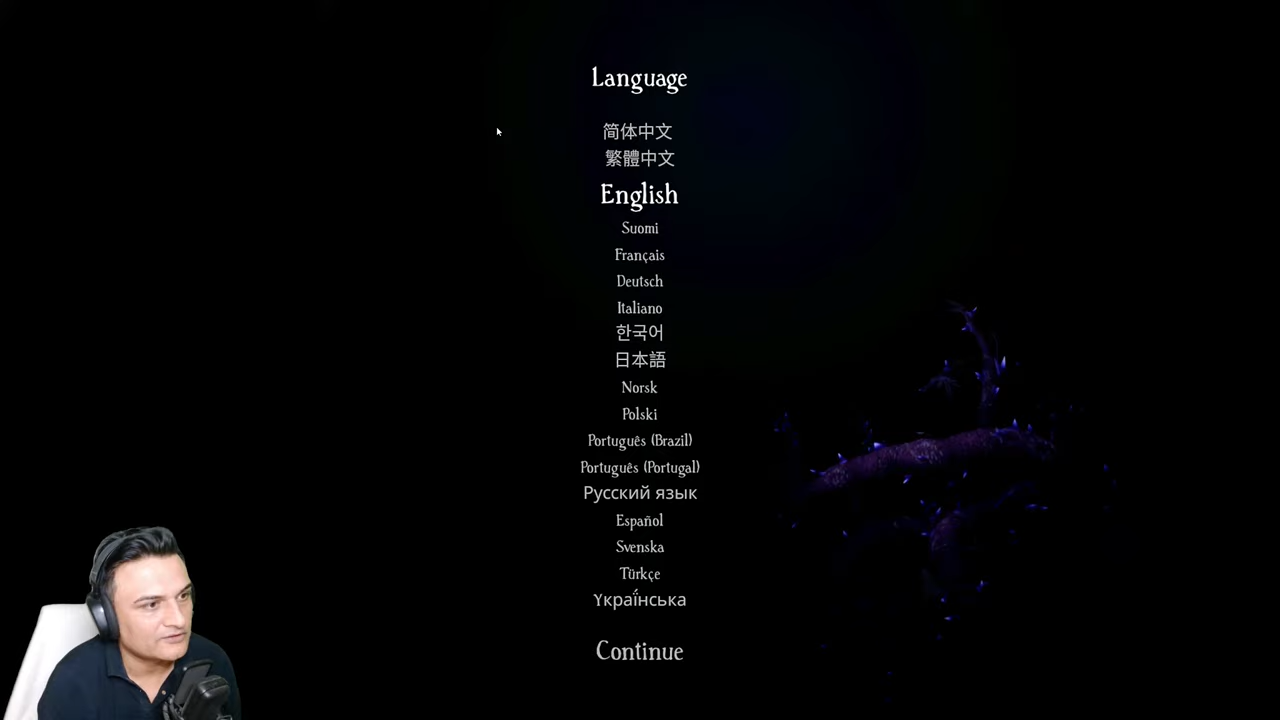 Language
简体中文
繁體中文
English
Suomi
Français
Deutsch
Italiano
한국어
日本語
Norsk
Polski
Português (Brazil)
Português (Portugal)
Русский язык
Español
Svenska
Türkçe
Українська
Continue